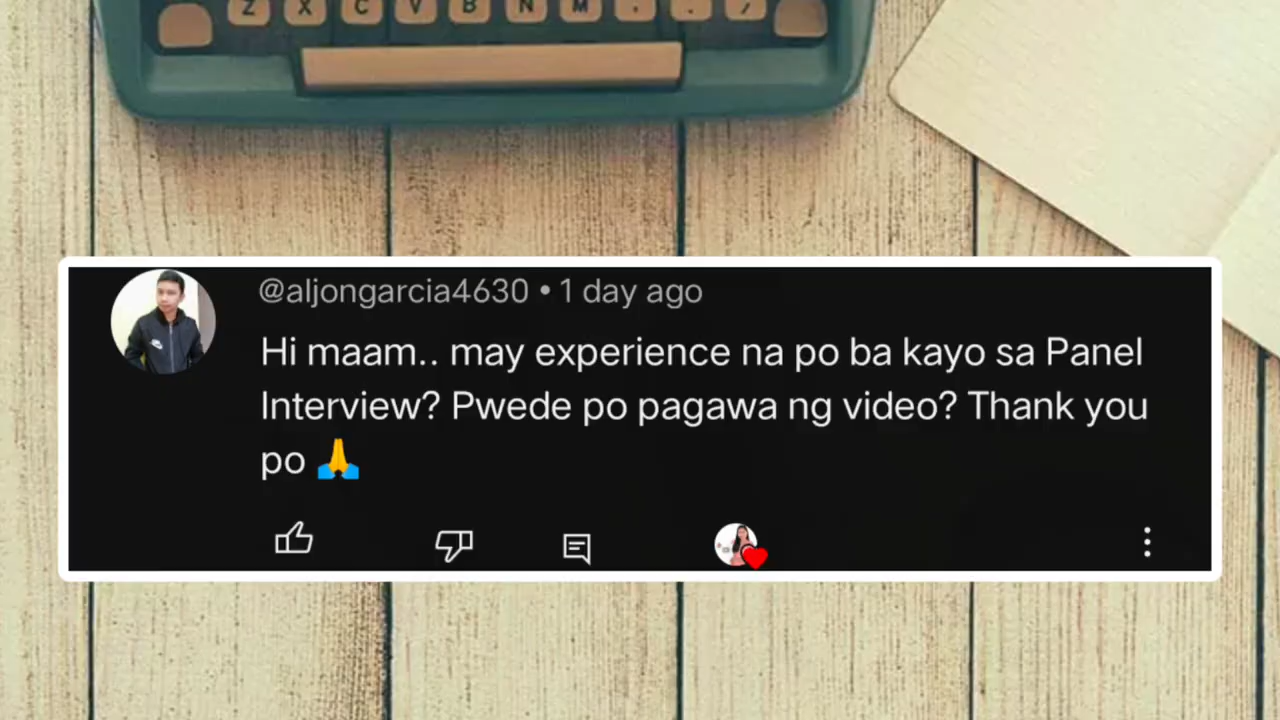 Z X C V B N M . . /
@aljongarcia4630 • 1 day ago
Hi maam.. may experience na po ba kayo sa Panel
Interview? Pwede po pagawa ng video? Thank you
po 🙏